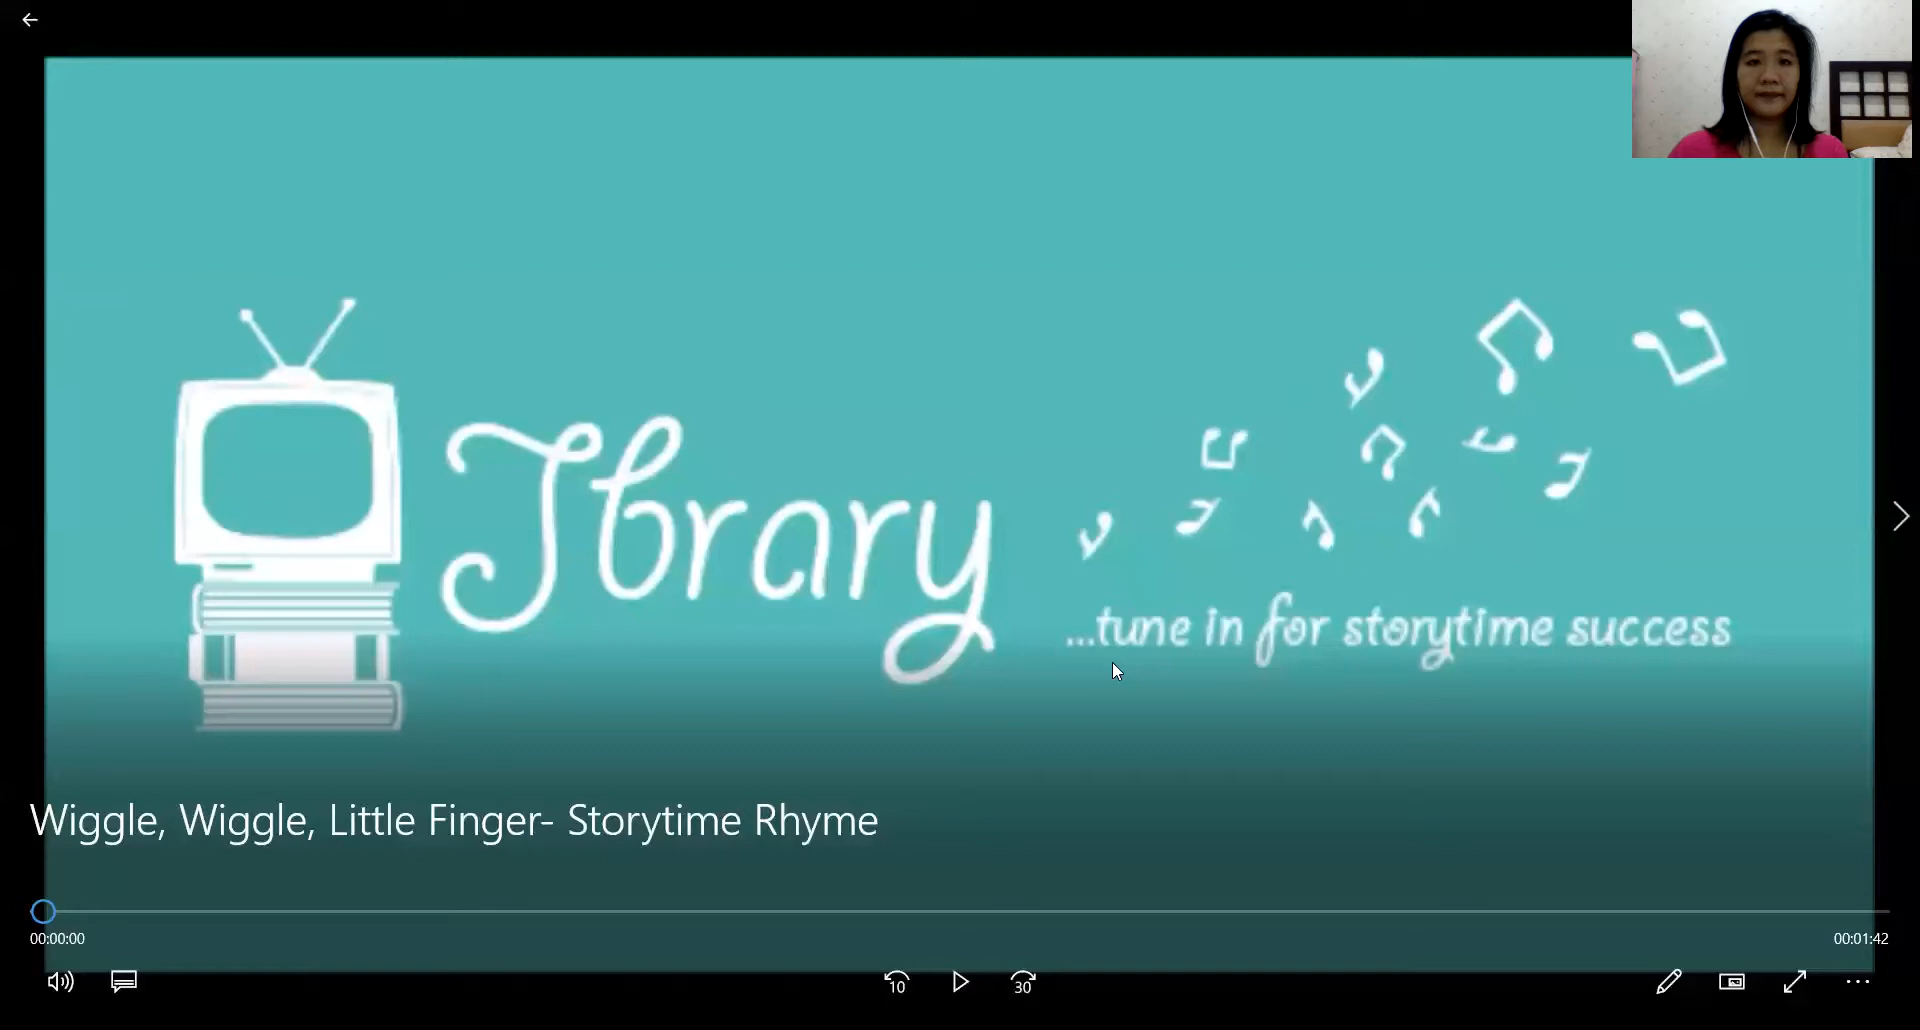 Jbrary
...tune in for storytime success
Wiggle, Wiggle, Little Finger- Storytime Rhyme
00:00:00
00:01:42
10
30